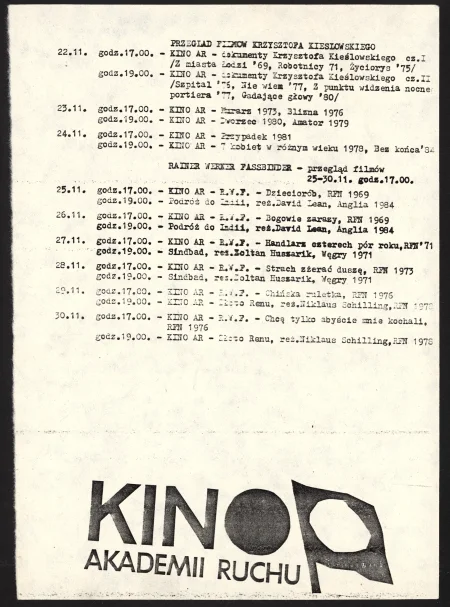 PRZEGLĄD FILMÓW KRZYSZTOFA KIEŚLOWSKIEGO
22.11. godz.17.00. - KINO AR - dokumenty Krzysztofa Kieślowskiego cz.I
/Z miasta Łodzi '69, Robotnicy 71, Życiorys '75/
godz.19.00. - KINO AR - dokumenty Krzysztofa Kieślowskiego cz.II
/Szpital '76, Nie wiem '77, Z punktu widzenia nocne
portiera '77, Gadające głowy '80/
23.11. godz.17.00. - KINO AR - Murarz 1973, Blizna 1976
godz.19.00. - KINO AR - Dworzec 1980, Amator 1979
24.11. godz.17.00. - KINO AR - Przypadek 1981
godz.19.00. - KINO AR - 7 kobiet w różnym wieku 1978, Bez końca'84
RAINER WERNER FASSBINDER - przegląd filmów
25-30.11. godz.17.00.
25.11. godz.17.00. - KINO AR - R.W.F. - Dzieciorób, RFN 1969
godz.19.00. - Podróż do Indii, reż.David Lean, Anglia 1984
26.11. godz.17.00. - KINO AR - R.W.F. - Bogowie zarazy, RFN 1969
godz.19.00. - Podróż do Indii, reż.David Lean, Anglia 1984
27.11. godz.17.00. - KINO AR - R.W.F. - Handlarz czterech pór roku,RFN'71
godz.19.00. - Sindbad, res.Zoltan Huszarik, Węgry 1971
28.11. godz.17.00. - KINO AR - R.W.F. - Strach zżerać duszę, RFN 1973
godz.19.00. - Sindbad, res.Zoltan Huszarik, Węgry 1971
29.11. godz.17.00. - KINO AR - R.W.F. - Chińska ruletka, RFN 1976
godz.19.00. - KINO AR - Złoto Renu, reż.Niklaus Schilling,RFN 1978
30.11. godz.17.00. - KINO AR - R.W.F. - Chcę tylko abyście mnie kochali,
RFN 1976
godz.19.00. - KINO AR - Złoto Renu, reż.Niklaus Schilling,RFN 1978
KINO
AKADEMII RUCHU